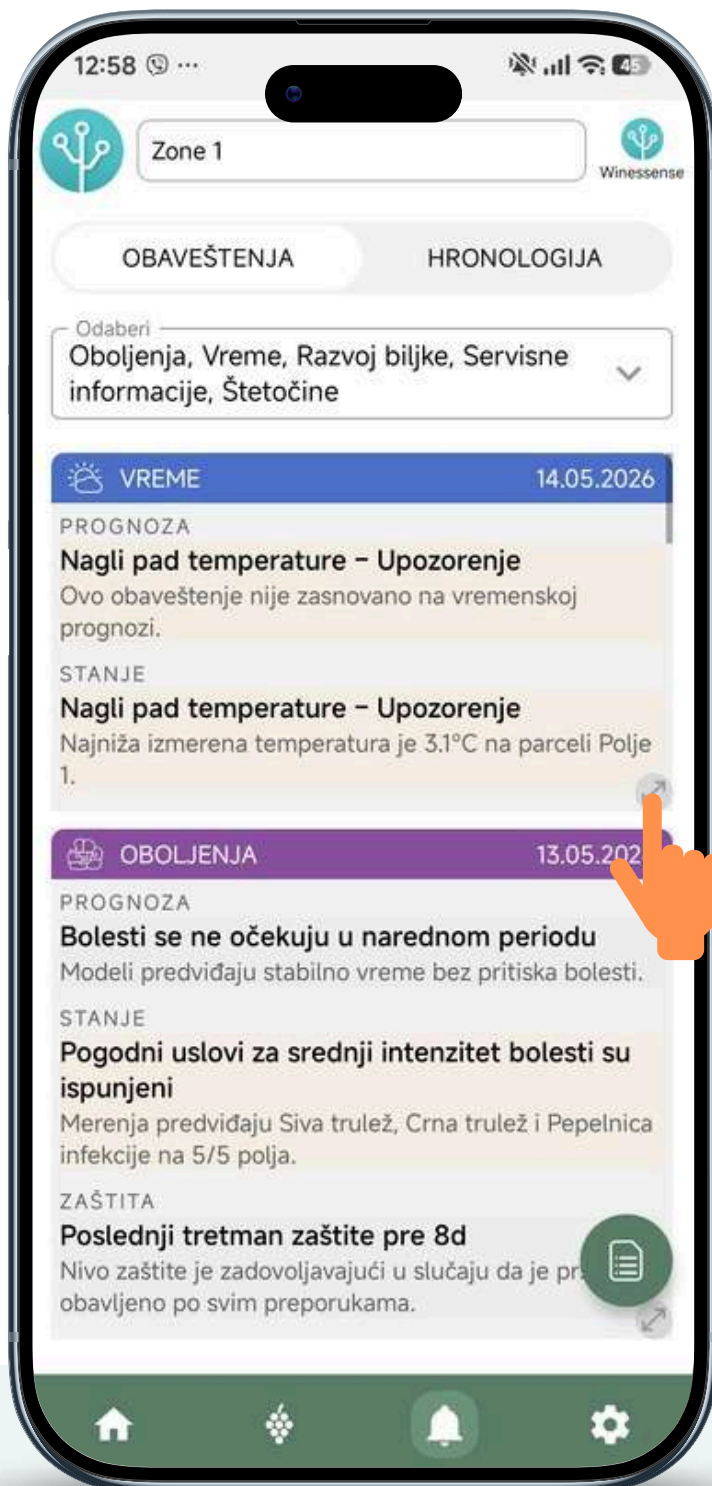 12:58
45
Zone 1
Winessense
OBAVEŠTENJA
HRONOLOGIJA
Odaberi
Oboljenja, Vreme, Razvoj biljke, Servisne
informacije, Štetočine
VREME
14.05.2026
PROGNOZA
Nagli pad temperature – Upozorenje
Ovo obaveštenje nije zasnovano na vremenskoj
prognozi.
STANJE
Nagli pad temperature – Upozorenje
Najniža izmerena temperatura je 3.1°C na parceli Polje
1.
OBOLJENJA
13.05.202
PROGNOZA
Bolesti se ne očekuju u narednom periodu
Modeli predviđaju stabilno vreme bez pritiska bolesti.
STANJE
Pogodni uslovi za srednji intenzitet bolesti su
ispunjeni
Merenja predviđaju Siva trulež, Crna trulež i Pepelnica
infekcije na 5/5 polja.
ZAŠTITA
Poslednji tretman zaštite pre 8d
Nivo zaštite je zadovoljavajući u slučaju da je
obavljeno po svim preporukama.